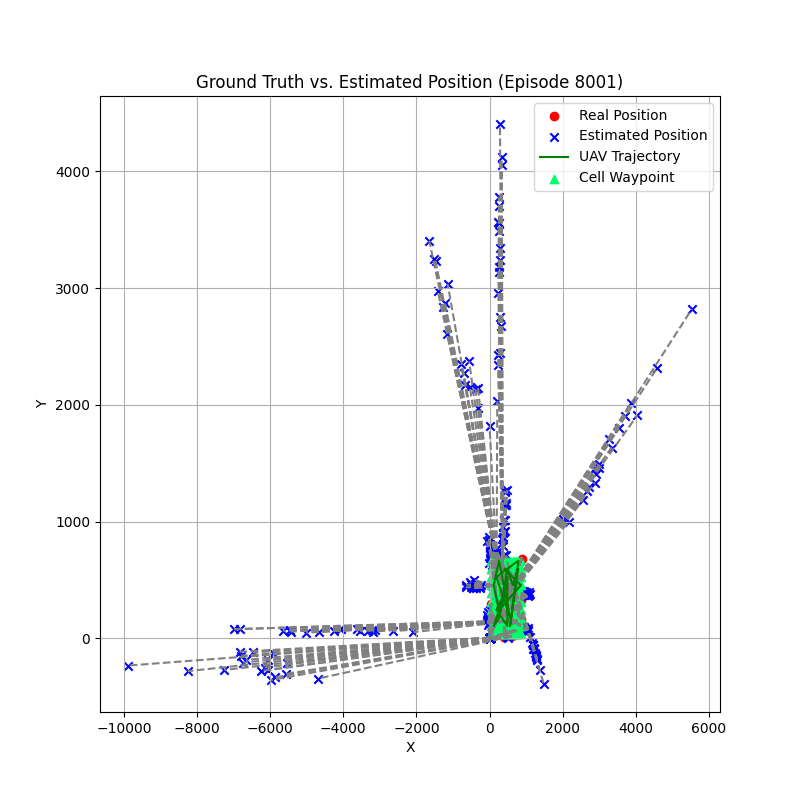 Ground Truth vs. Estimated Position (Episode 8001)
Real Position
Estimated Position
UAV Trajectory
Cell Waypoint
4000
3000
2000
1000
0
Y
−10000 −8000 −6000 −4000 −2000 0 2000 4000 6000
X